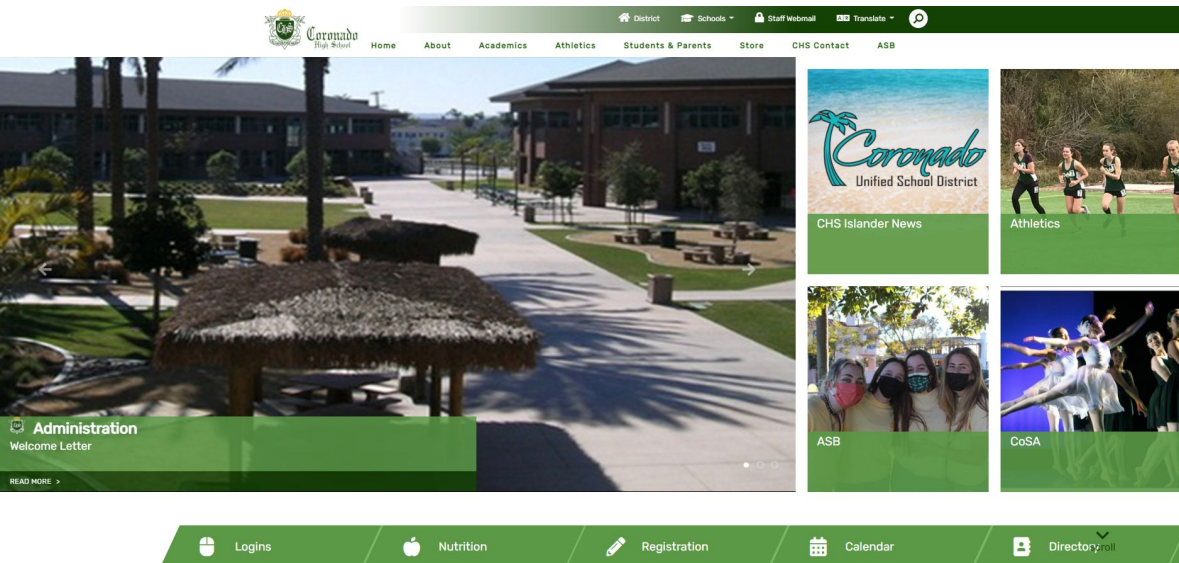 District
Schools
Staff Webmail
Translate
CHS
Coronado
High School
Home
About
Academics
Athletics
Students & Parents
Store
CHS Contact
ASB
Coronado
Unified School District
CHS Islander News
Athletics
Administration
Welcome Letter
READ MORE >
ASB
CoSA
Logins
Nutrition
Registration
Calendar
Directory
Scroll